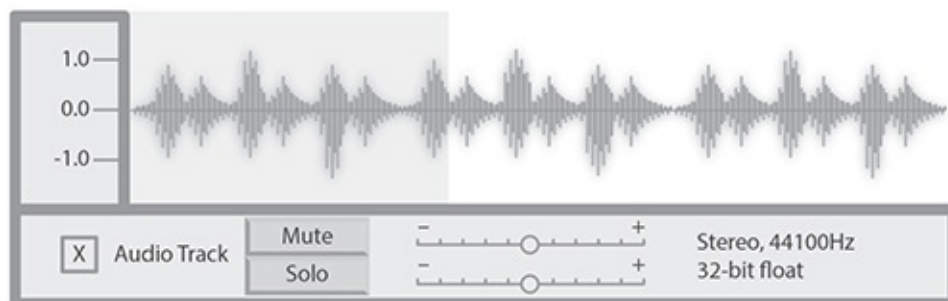 1.0
0.0
-1.0
X
Audio Track
Mute
Solo
- +
- +
Stereo, 44100Hz
32-bit float